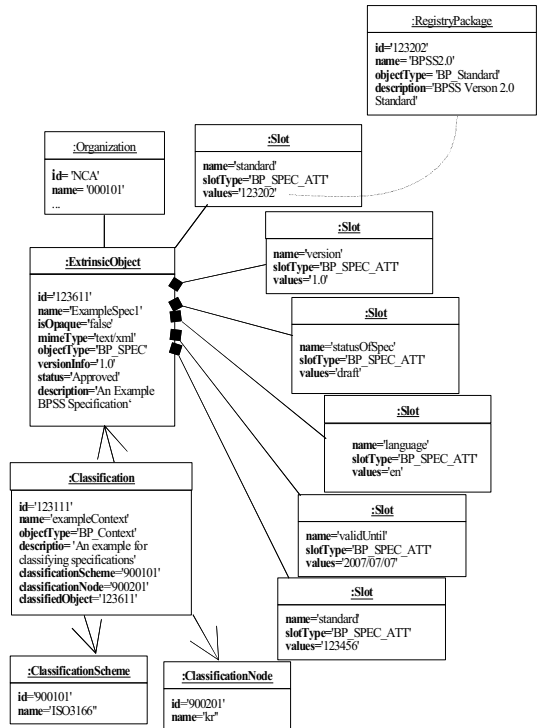 :RegistryPackage
id='123202'
name= 'BPSS2.0'
objectType= 'BP_Standard'
description='BPSS Verson 2.0
Standard'
:Organization
id= 'NCA'
name= '000101'
...
:Slot
name='standard'
slotType='BP_SPEC_ATT'
values='123202'
:Slot
name='version'
slotType='BP_SPEC_ATT'
values='1.0'
:ExtrinsicObject
id='123611'
name='ExampleSpec1'
isOpaque='false'
mimeType='text/xml'
objectType='BP_SPEC'
versionInfo='1.0'
status='Approved'
description='An Example
BPSS Specification'
:Slot
name='statusOfSpec'
slotType='BP_SPEC_ATT'
values='draft'
:Slot
name='language'
slotType='BP_SPEC_ATT'
values='en'
:Classification
id='123111'
name='exampleContext'
objectType='BP_Context'
descriptio= 'An example for
classifying specifications'
classificationScheme='900101'
classificationNode='900201'
classifiedObject='123611'
:Slot
name='validUntil'
slotType='BP_SPEC_ATT'
values='2007/07/07'
:Slot
name='standard'
slotType='BP_SPEC_ATT'
values='123456'
:ClassificationScheme
id='900101'
name='ISO3166"
:ClassificationNode
id='900201'
name='kr"